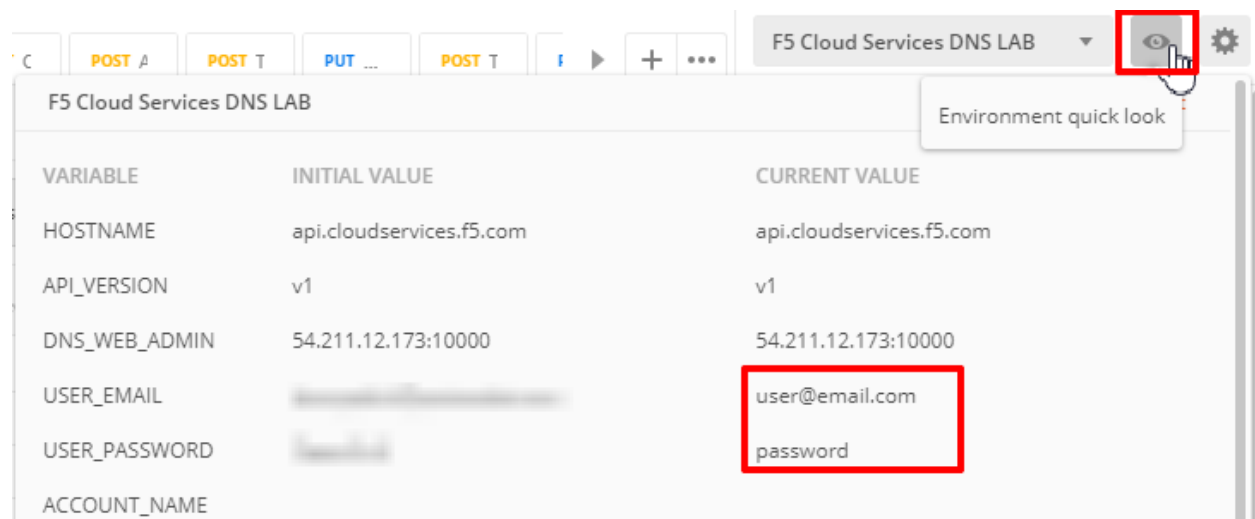 C POST A POST T PUT ... POST T + ••• F5 Cloud Services DNS LAB
F5 Cloud Services DNS LAB
Environment quick look
VARIABLE INITIAL VALUE CURRENT VALUE
HOSTNAME api.cloudservices.f5.com api.cloudservices.f5.com
API_VERSION v1 v1
DNS_WEB_ADMIN 54.211.12.173:10000 54.211.12.173:10000
USER_EMAIL user@email.com
USER_PASSWORD password
ACCOUNT_NAME